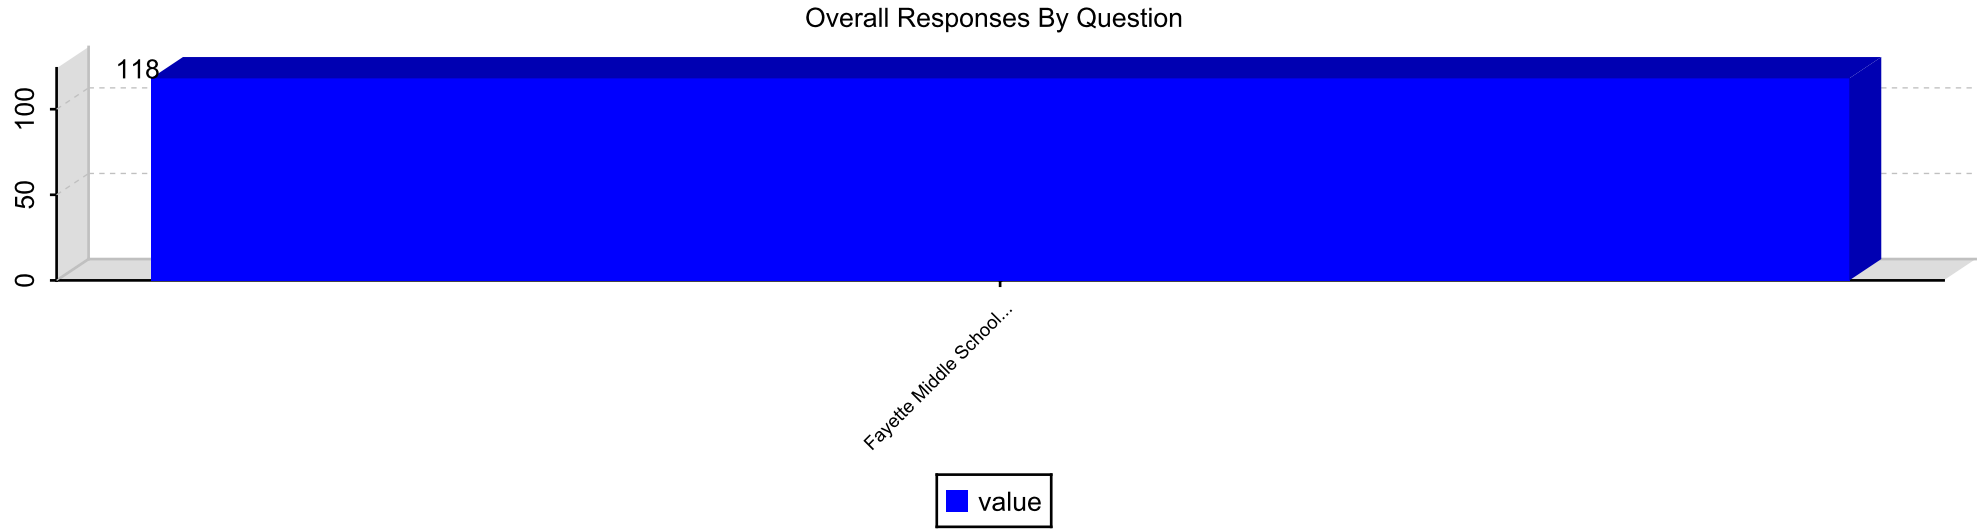 Overall Responses By Question
118
100
50
0
Fayette Middle School...
value